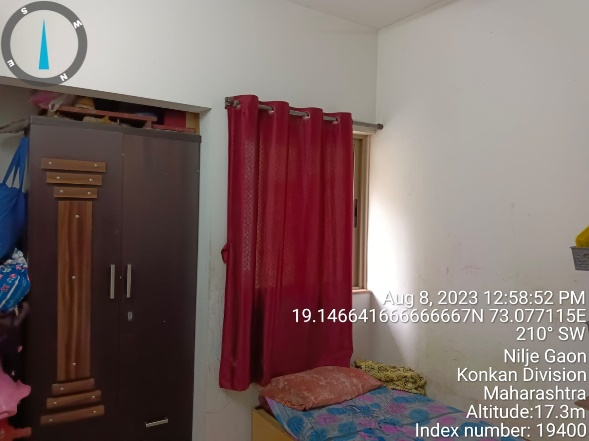 S
W
E
N
Aug 8, 2023 12:58:52 PM
19.146641666666667N 73.077115E
210° SW
Nilje Gaon
Konkan Division
Maharashtra
Altitude:17.3m
Index number: 19400